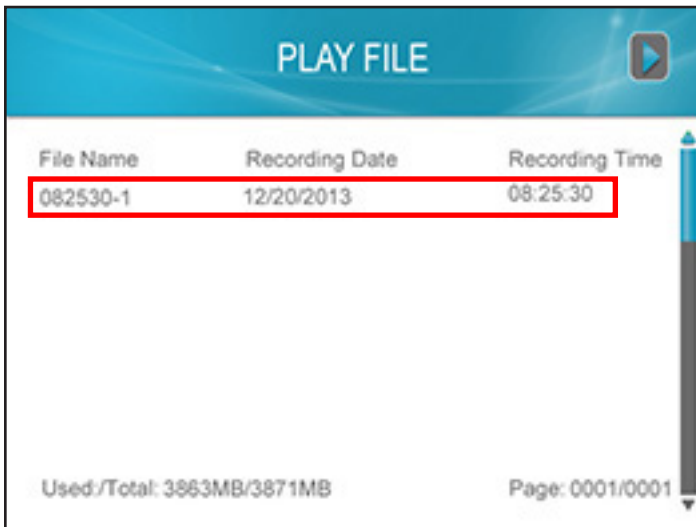 PLAY FILE
File Name Recording Date Recording Time
082530-1 12/20/2013 08:25:30
Used:/Total: 3863MB/3871MB Page: 0001/0001